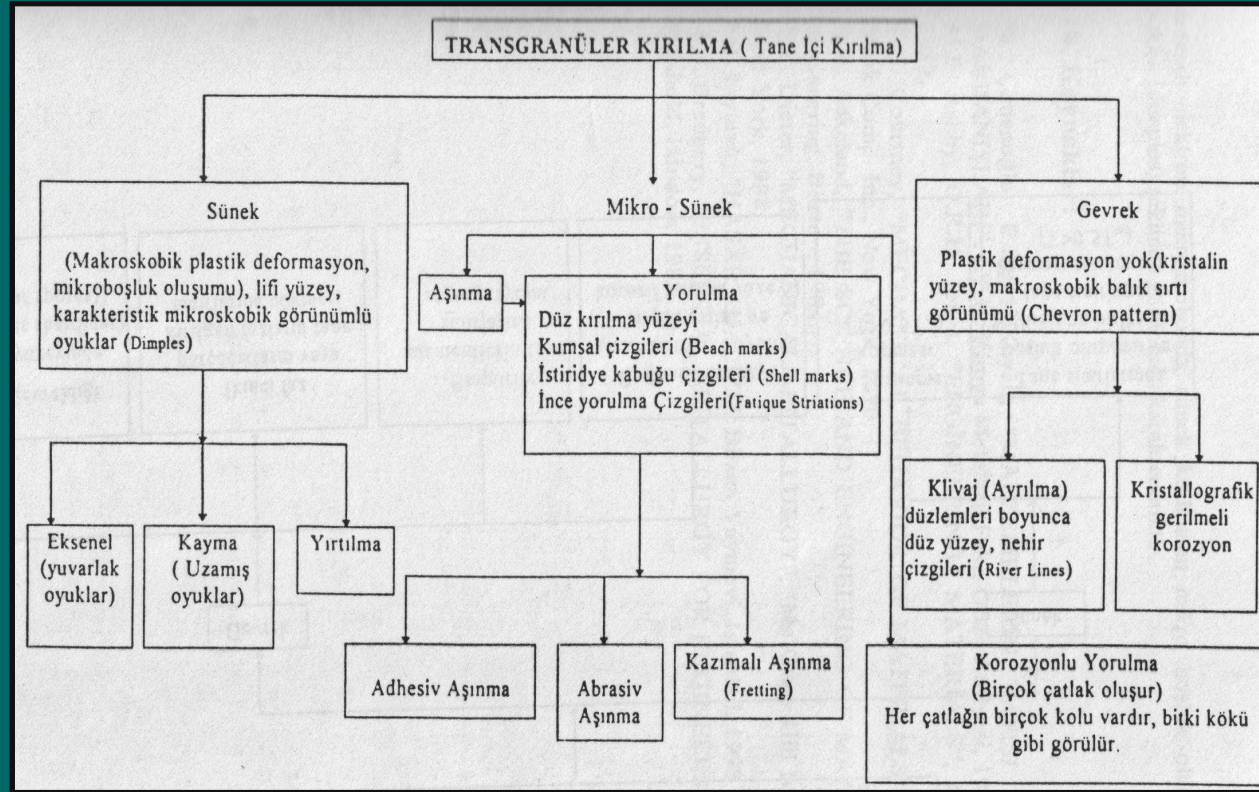 TRANSGRANÜLER KIRILMA ( Tane İçi Kırılma)
Sünek
(Makroskobik plastik deformasyon,
mikroboşluk oluşumu), lifi yüzey,
karakteristik mikroskobik görünümlü
oyuklar (Dimples)
Eksenel
(yuvarlak
oyuklar)
Kayma
( Uzamış
oyuklar)
Yırtılma
Mikro - Sünek
Aşınma
Yorulma
Düz kırılma yüzeyi
Kumsal çizgileri (Beach marks)
İstiridye kabuğu çizgileri (Shell marks)
İnce yorulma Çizgileri(Fatique Striations)
Adhesiv Aşınma
Abrasiv
Aşınma
Kazımalı Aşınma
(Fretting)
Korozyonlu Yorulma
(Birçok çatlak oluşur)
Her çatlağın birçok kolu vardır, bitki kökü
gibi görülür.
Gevrek
Plastik deformasyon yok(kristalin
yüzey, makroskobik balık sırtı
görünümü (Chevron pattern)
Klivaj (Ayrılma)
düzlemleri boyunca
düz yüzey, nehir
çizgileri (River Lines)
Kristallografik
gerilmeli
korozyon